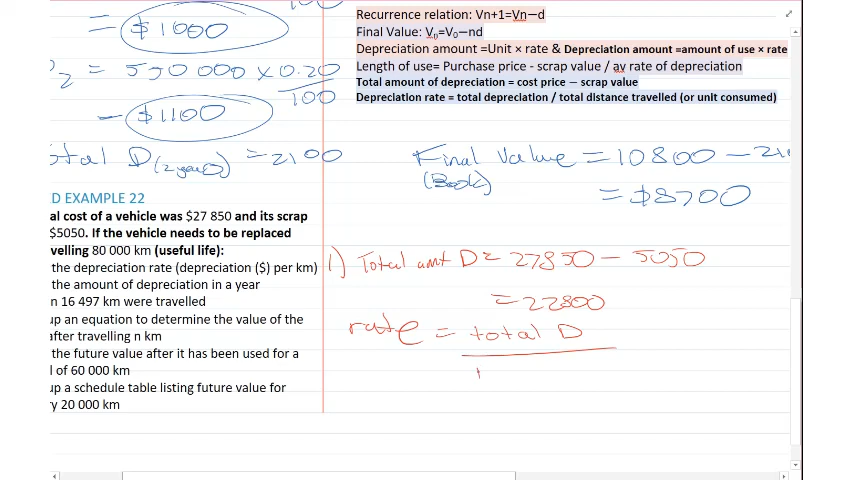 100
= $1000
Recurrence relation: Vn+1=Vn−d
Final Value: Vn=V0−nd
Depreciation amount =Unit × rate & Depreciation amount =amount of use × rate
Length of use= Purchase price - scrap value / av rate of depreciation
Total amount of depreciation = cost price − scrap value
Depreciation rate = total depreciation / total distance travelled (or unit consumed)
2 = 550 000 × 0.20
100
= $1100
otal D (2 years) = 2100
Final Value = 10800 − 210
(Book)
= $8700
D EXAMPLE 22
al cost of a vehicle was $27 850 and its scrap
$5050. If the vehicle needs to be replaced
velling 80 000 km (useful life):
the depreciation rate (depreciation ($) per km)
the amount of depreciation in a year
n 16 497 km were travelled
up an equation to determine the value of the
after travelling n km
the future value after it has been used for a
l of 60 000 km
up a schedule table listing future value for
ry 20 000 km
1) Total amt D = 27850 − 5050
= 22800
rate = total D